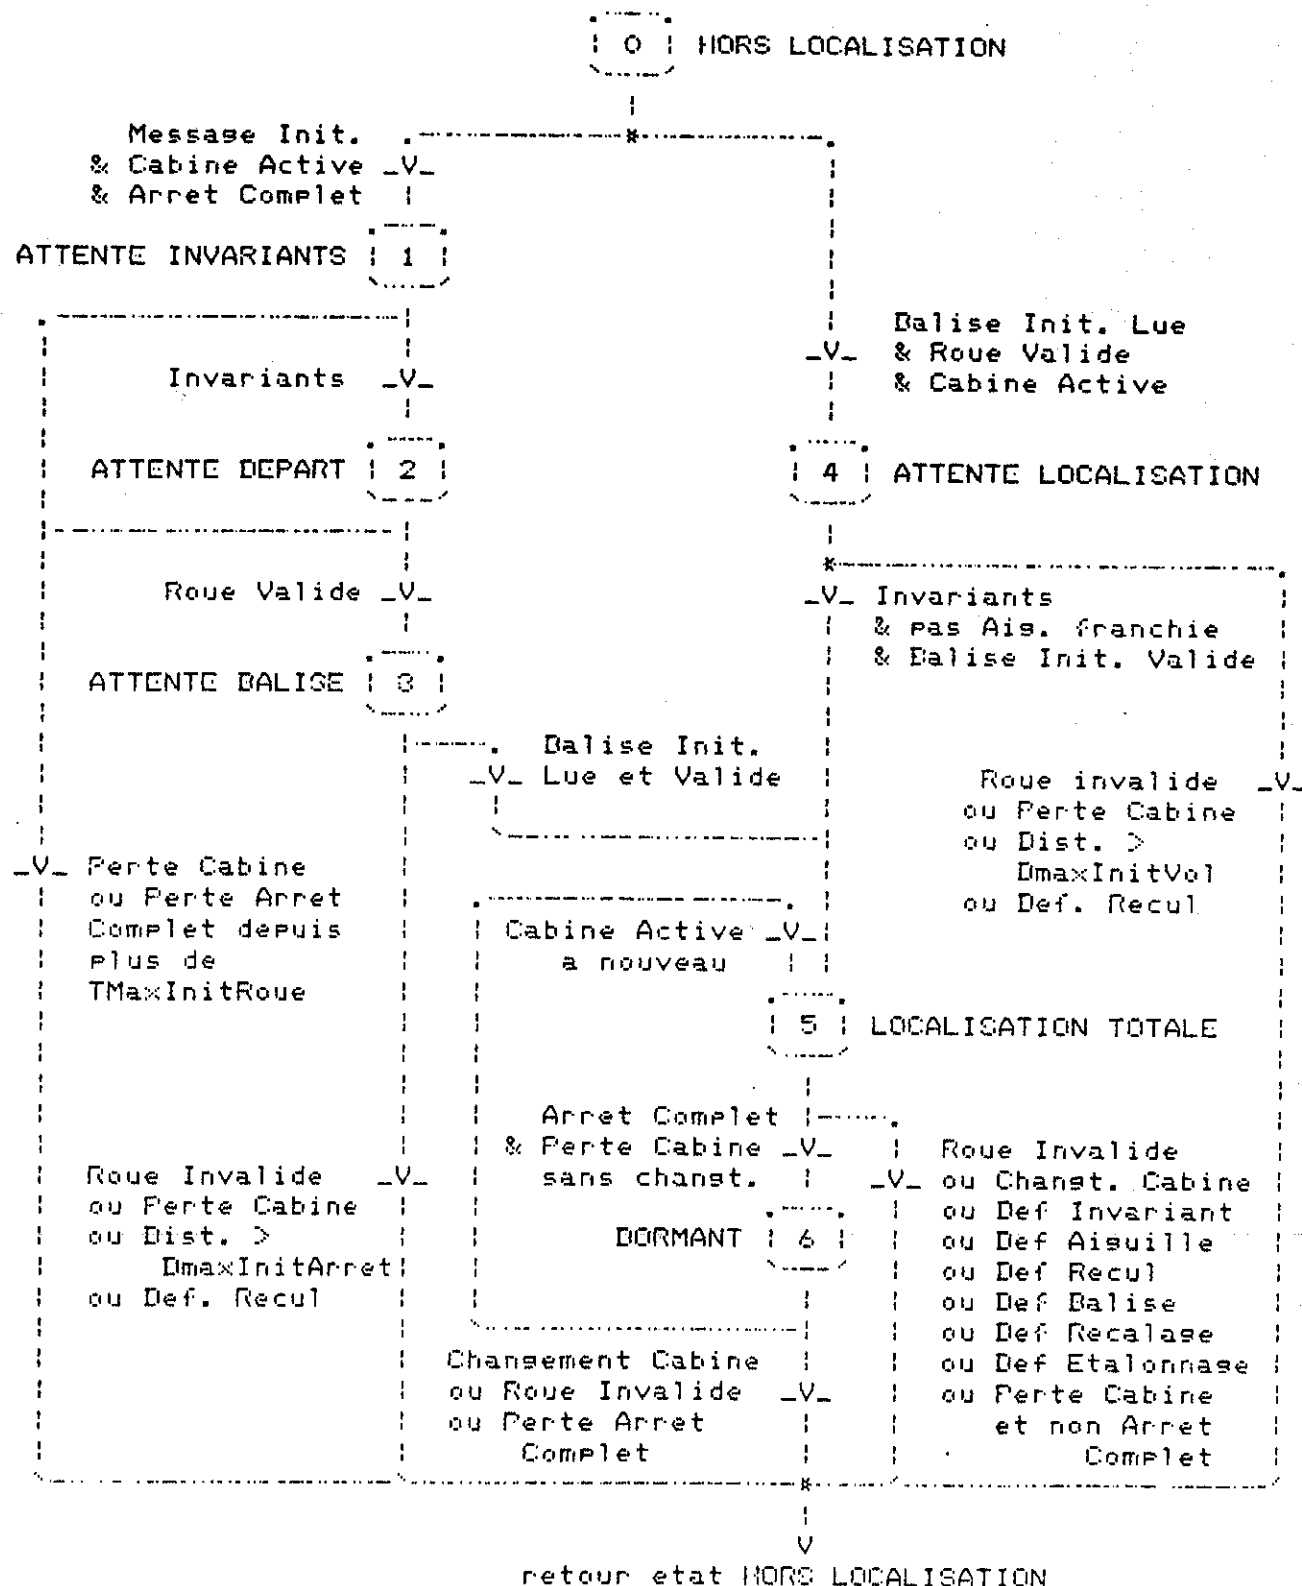 0 HORS LOCALISATION
Message Init.
& Cabine Active
& Arret Complet
ATTENTE INVARIANTS 1
Balise Init. Lue
& Roue Valide
& Cabine Active
Invariants
ATTENTE DEPART 2
4 ATTENTE LOCALISATION
Roue Valide
Invariants
& pas Aig. franchie
& Balise Init. Valide
ATTENTE BALISE 3
Balise Init.
Lue et Valide
Roue invalide
ou Perte Cabine
ou Dist. >
DmaxInitVol
ou Def. Recul
Perte Cabine
ou Perte Arret
Complet depuis
plus de
TMaxInitRoue
Cabine Active
a nouveau
5 LOCALISATION TOTALE
Arret Complet
& Perte Cabine
sans changt.
Roue Invalide
ou Perte Cabine
ou Dist. >
DmaxInitArret
ou Def. Recul
Roue Invalide
ou Changt. Cabine
ou Def Invariant
ou Def Aiguille
ou Def Recul
ou Def Balise
ou Def Recalage
ou Def Etalonnage
ou Perte Cabine
et non Arret
Complet
DORMANT 6
Changement Cabine
ou Roue Invalide
ou Perte Arret
Complet
retour etat HORS LOCALISATION